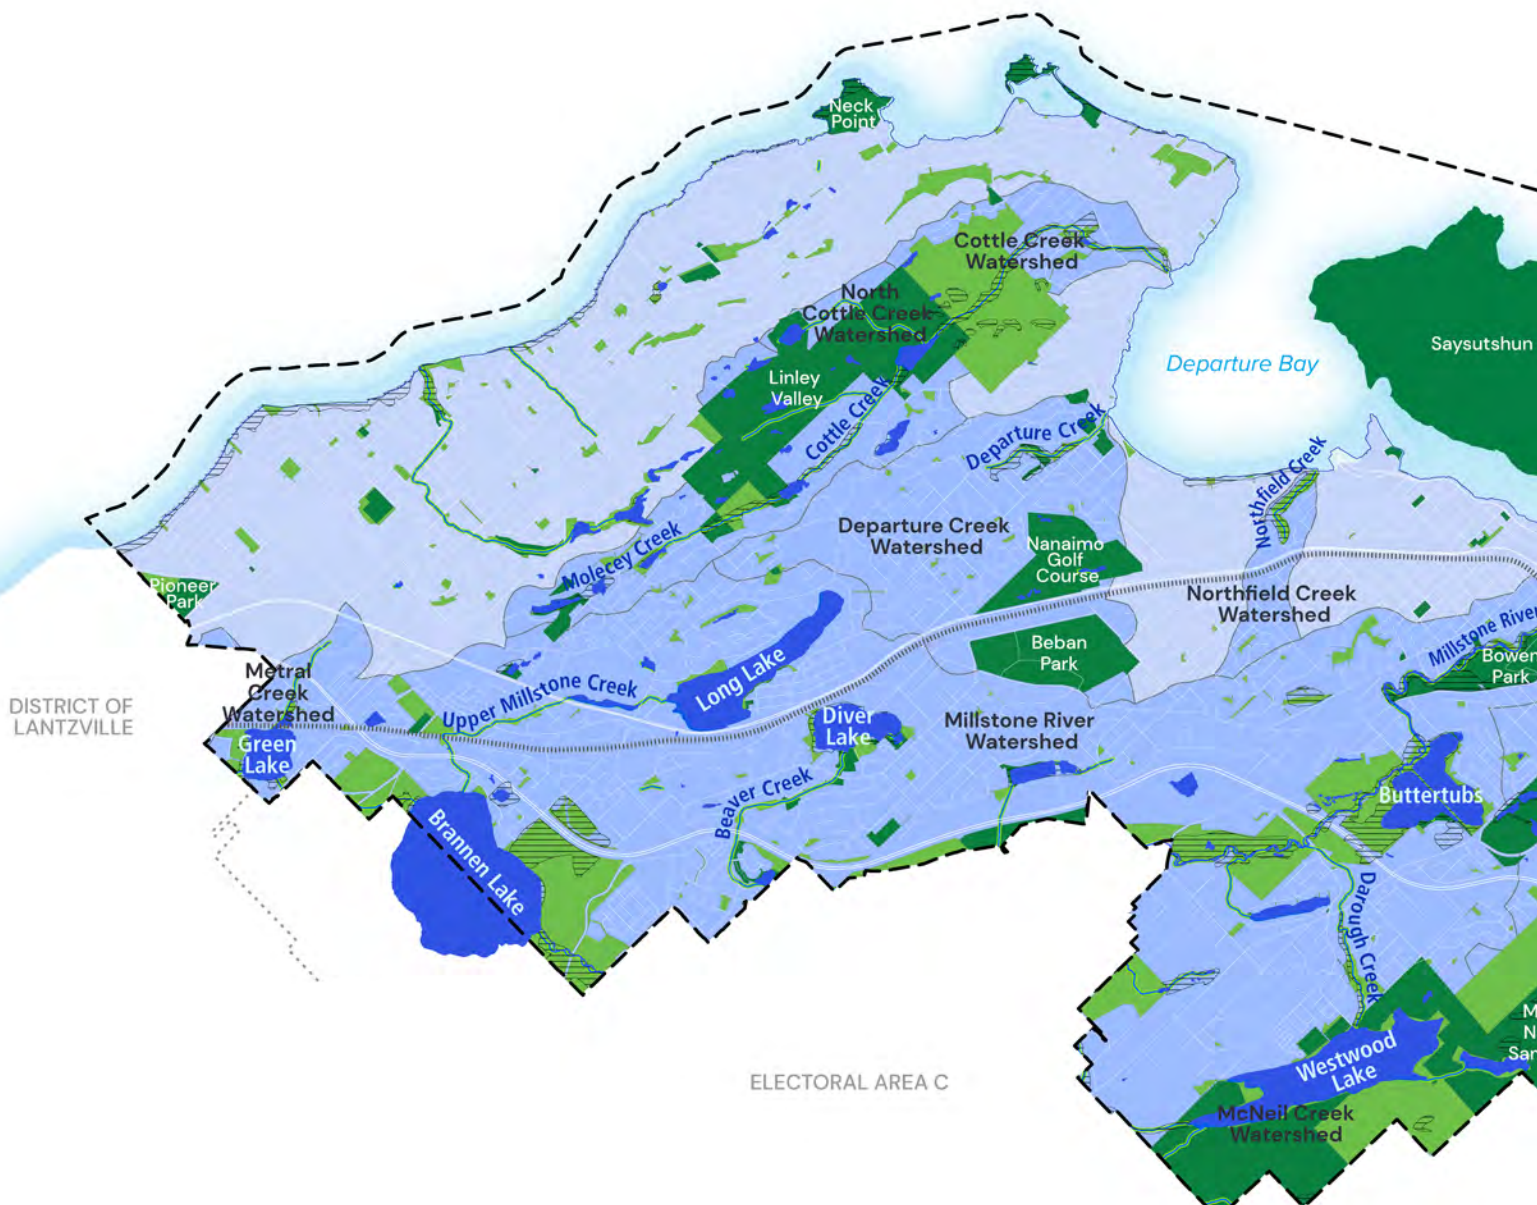 Neck
Point
Cottle Creek
Watershed
North
Cottle Creek
Watershed
Saysutshun
Departure Bay
Linley
Valley
Cottle Creek
Departure Creek
Northfield Creek
Departure Creek
Watershed
Nanaimo
Golf
Course
Molecey Creek
Pioneer
Park
Northfield Creek
Watershed
Millstone River
Beban
Park
Bowen
Park
Metral
Creek
Watershed
Long Lake
Upper Millstone Creek
DISTRICT OF
LANTZVILLE
Diver
Lake
Millstone River
Watershed
Green
Lake
Beaver Creek
Buttertubs
Brannen Lake
Darough Creek
Westwood
Lake
ELECTORAL AREA C
McNeil Creek
Watershed